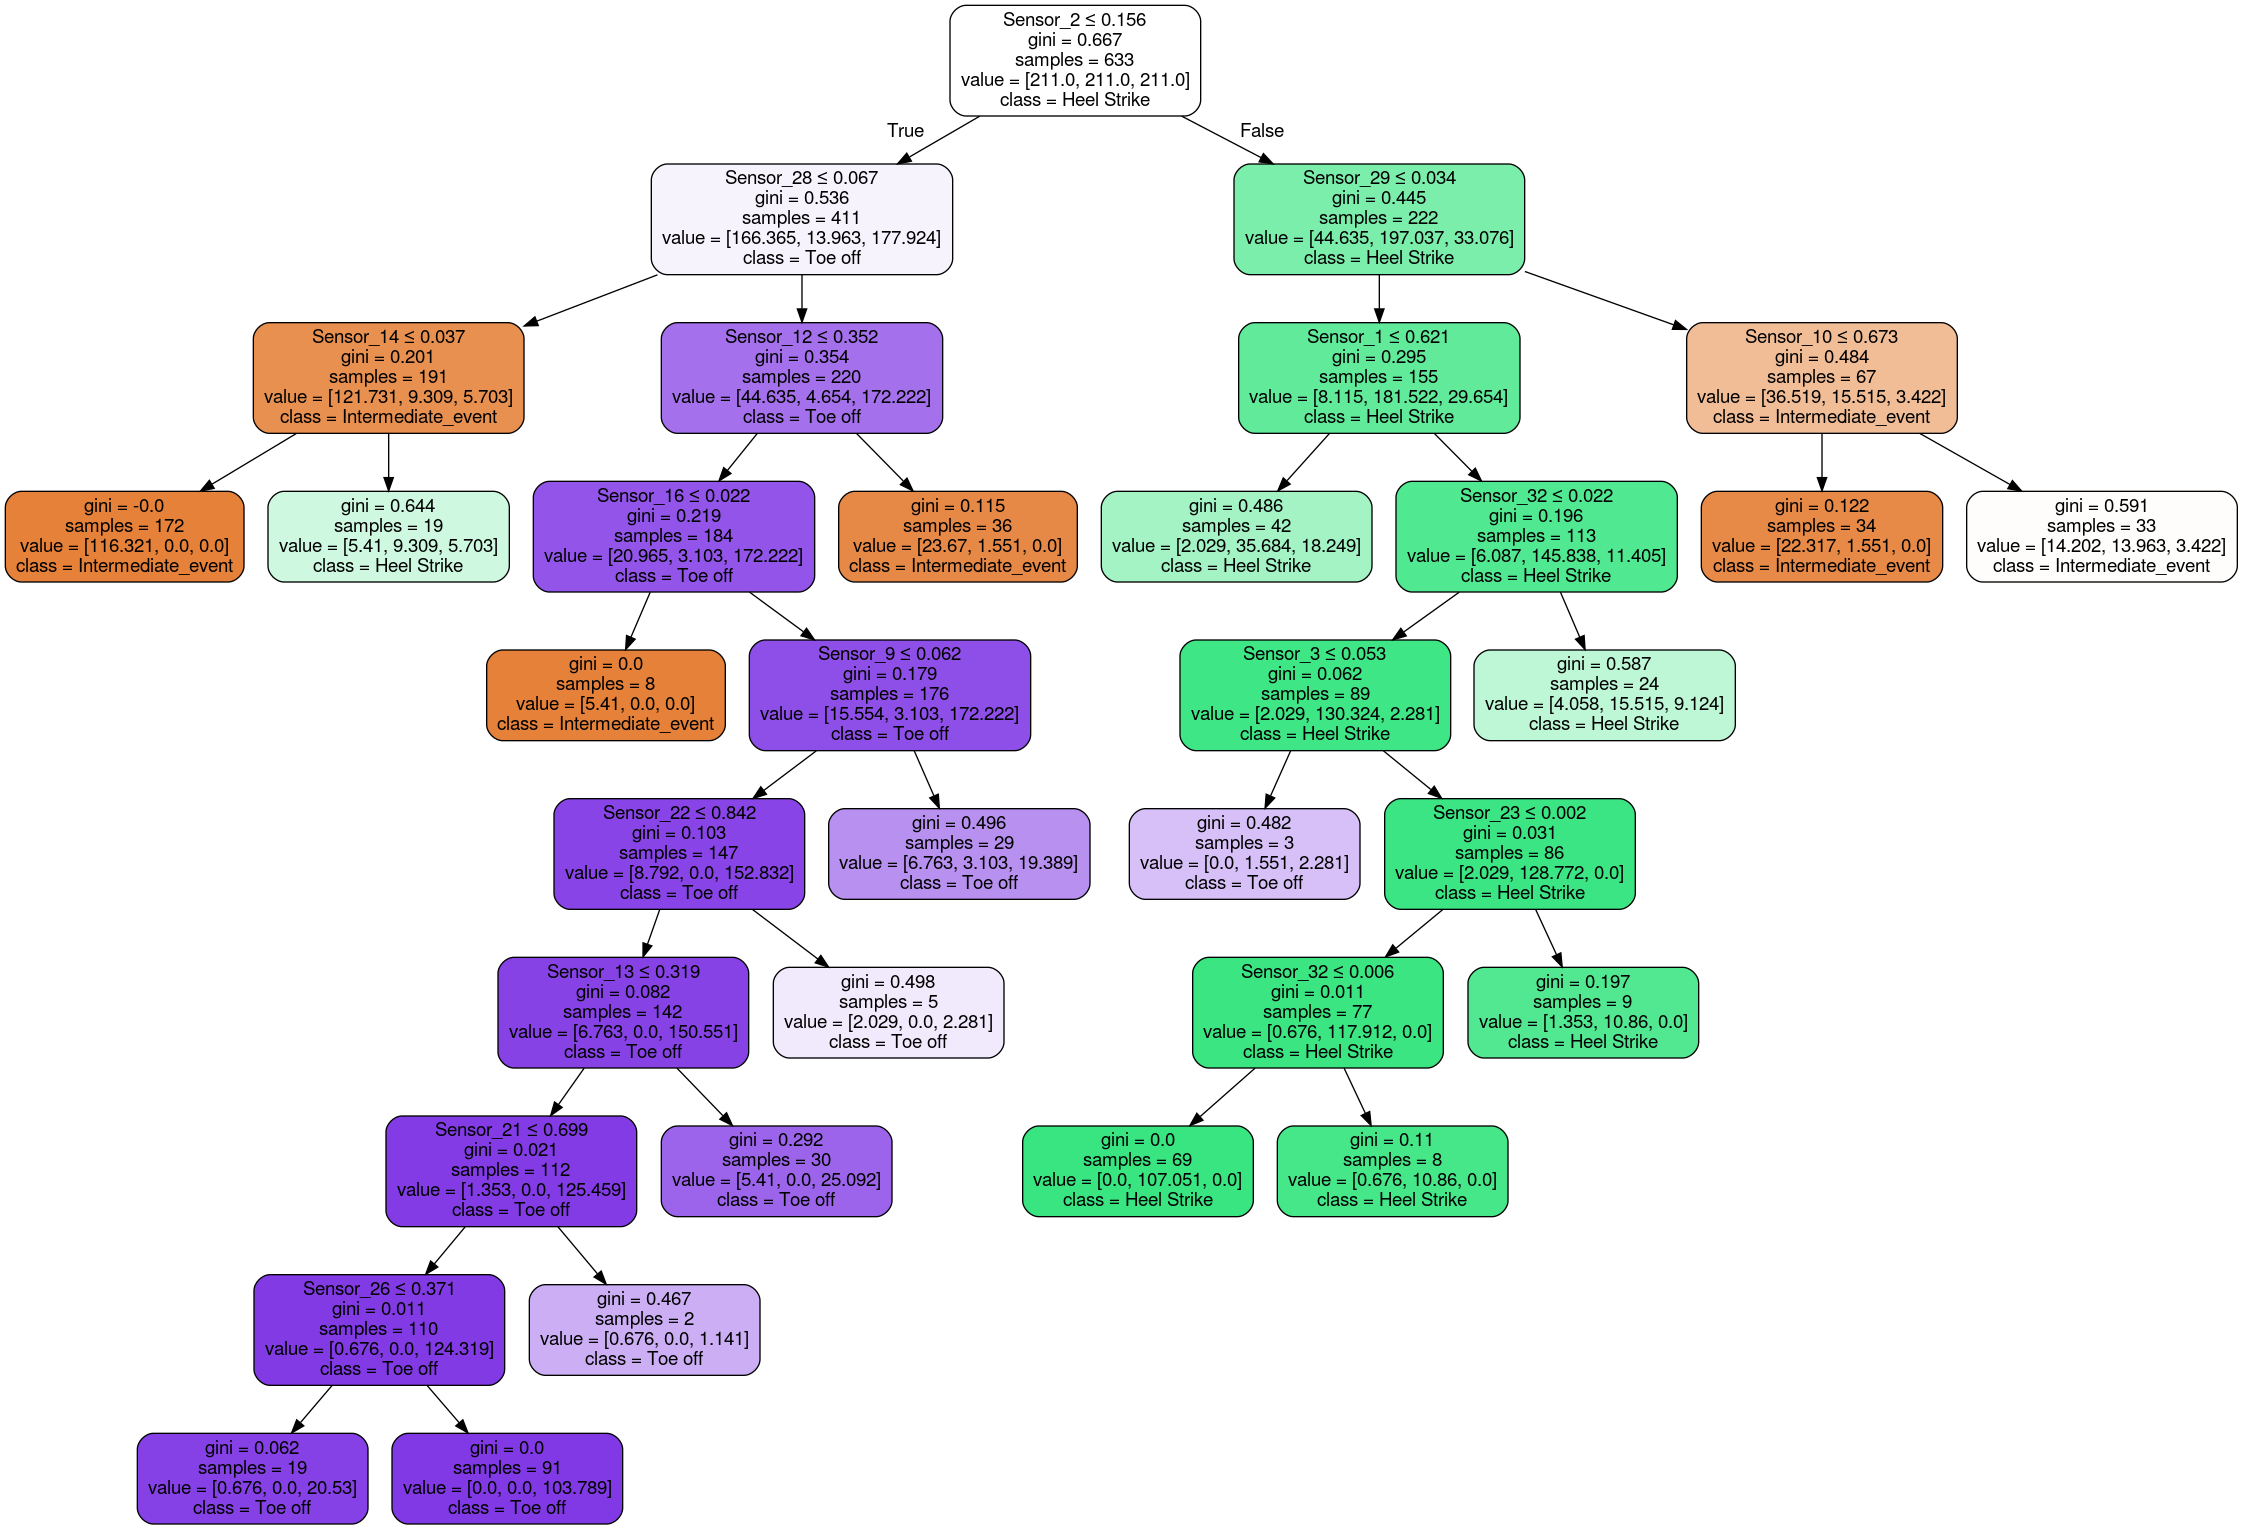 Sensor_2 ≤ 0.156
gini = 0.667
samples = 633
value = [211.0, 211.0, 211.0]
class = Heel Strike
True
False
Sensor_28 ≤ 0.067
gini = 0.536
samples = 411
value = [166.365, 13.963, 177.924]
class = Toe off
Sensor_29 ≤ 0.034
gini = 0.445
samples = 222
value = [44.635, 197.037, 33.076]
class = Heel Strike
Sensor_14 ≤ 0.037
gini = 0.201
samples = 191
value = [121.731, 9.309, 5.703]
class = Intermediate_event
Sensor_12 ≤ 0.352
gini = 0.354
samples = 220
value = [44.635, 4.654, 172.222]
class = Toe off
Sensor_1 ≤ 0.621
gini = 0.295
samples = 155
value = [8.115, 181.522, 29.654]
class = Heel Strike
Sensor_10 ≤ 0.673
gini = 0.484
samples = 67
value = [36.519, 15.515, 3.422]
class = Intermediate_event
gini = -0.0
samples = 172
value = [116.321, 0.0, 0.0]
class = Intermediate_event
gini = 0.644
samples = 19
value = [5.41, 9.309, 5.703]
class = Heel Strike
Sensor_16 ≤ 0.022
gini = 0.219
samples = 184
value = [20.965, 3.103, 172.222]
class = Toe off
gini = 0.115
samples = 36
value = [23.67, 1.551, 0.0]
class = Intermediate_event
gini = 0.486
samples = 42
value = [2.029, 35.684, 18.249]
class = Heel Strike
Sensor_32 ≤ 0.022
gini = 0.196
samples = 113
value = [6.087, 145.838, 11.405]
class = Heel Strike
gini = 0.122
samples = 34
value = [22.317, 1.551, 0.0]
class = Intermediate_event
gini = 0.591
samples = 33
value = [14.202, 13.963, 3.422]
class = Intermediate_event
gini = 0.0
samples = 8
value = [5.41, 0.0, 0.0]
class = Intermediate_event
Sensor_9 ≤ 0.062
gini = 0.179
samples = 176
value = [15.554, 3.103, 172.222]
class = Toe off
Sensor_3 ≤ 0.053
gini = 0.062
samples = 89
value = [2.029, 130.324, 2.281]
class = Heel Strike
gini = 0.587
samples = 24
value = [4.058, 15.515, 9.124]
class = Heel Strike
Sensor_22 ≤ 0.842
gini = 0.103
samples = 147
value = [8.792, 0.0, 152.832]
class = Toe off
gini = 0.496
samples = 29
value = [6.763, 3.103, 19.389]
class = Toe off
gini = 0.482
samples = 3
value = [0.0, 1.551, 2.281]
class = Toe off
Sensor_23 ≤ 0.002
gini = 0.031
samples = 86
value = [2.029, 128.772, 0.0]
class = Heel Strike
Sensor_13 ≤ 0.319
gini = 0.082
samples = 142
value = [6.763, 0.0, 150.551]
class = Toe off
gini = 0.498
samples = 5
value = [2.029, 0.0, 2.281]
class = Toe off
Sensor_32 ≤ 0.006
gini = 0.011
samples = 77
value = [0.676, 117.912, 0.0]
class = Heel Strike
gini = 0.197
samples = 9
value = [1.353, 10.86, 0.0]
class = Heel Strike
Sensor_21 ≤ 0.699
gini = 0.021
samples = 112
value = [1.353, 0.0, 125.459]
class = Toe off
gini = 0.292
samples = 30
value = [5.41, 0.0, 25.092]
class = Toe off
gini = 0.0
samples = 69
value = [0.0, 107.051, 0.0]
class = Heel Strike
gini = 0.11
samples = 8
value = [0.676, 10.86, 0.0]
class = Heel Strike
Sensor_26 ≤ 0.371
gini = 0.011
samples = 110
value = [0.676, 0.0, 124.319]
class = Toe off
gini = 0.467
samples = 2
value = [0.676, 0.0, 1.141]
class = Toe off
gini = 0.062
samples = 19
value = [0.676, 0.0, 20.53]
class = Toe off
gini = 0.0
samples = 91
value = [0.0, 0.0, 103.789]
class = Toe off